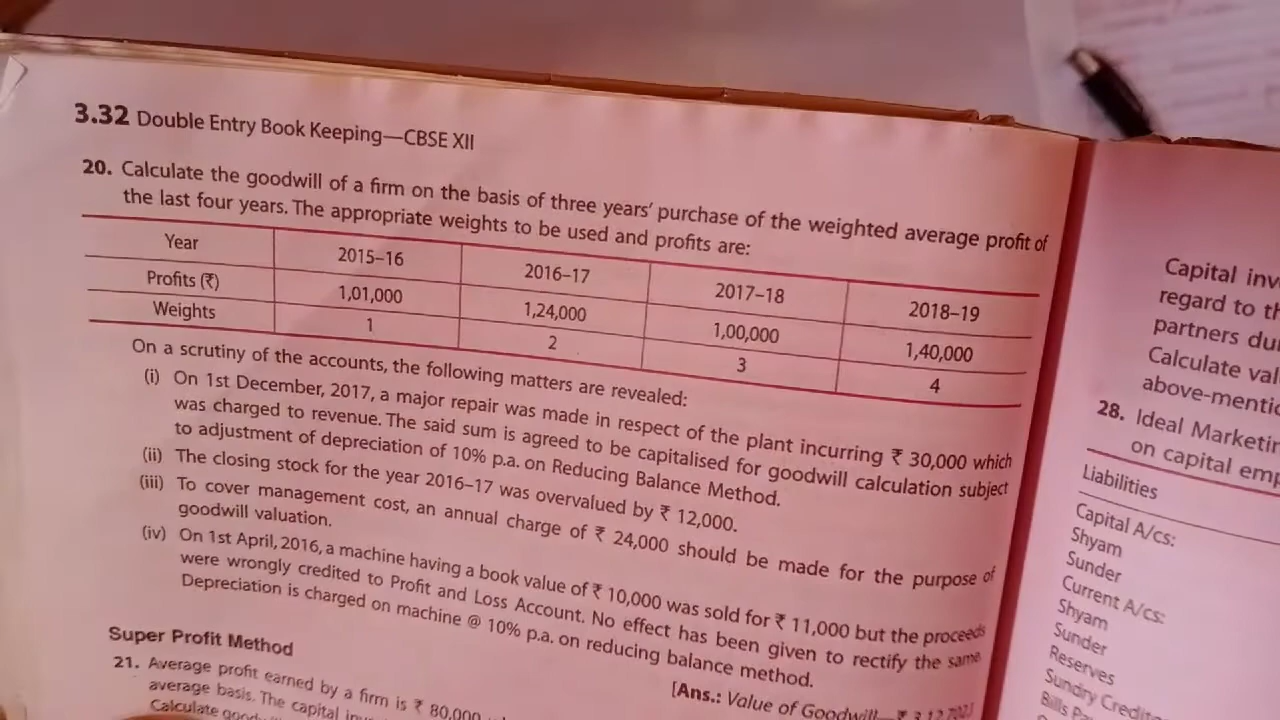 3.32 Double Entry Book Keeping—CBSE XII
20. Calculate the goodwill of a firm on the basis of three years' purchase of the weighted average profit of
the last four years. The appropriate weights to be used and profits are:
Year 2015–16 2016–17 2017–18 2018–19
Profits (₹) 1,01,000 1,24,000 1,00,000 1,40,000
Weights 1 2 3 4
On a scrutiny of the accounts, the following matters are revealed:
(i) On 1st December, 2017, a major repair was made in respect of the plant incurring ₹ 30,000 which
was charged to revenue. The said sum is agreed to be capitalised for goodwill calculation subject
to adjustment of depreciation of 10% p.a. on Reducing Balance Method.
(ii) The closing stock for the year 2016–17 was overvalued by ₹ 12,000.
(iii) To cover management cost, an annual charge of ₹ 24,000 should be made for the purpose of
goodwill valuation.
(iv) On 1st April, 2016, a machine having a book value of ₹ 10,000 was sold for ₹ 11,000 but the proceeds
were wrongly credited to Profit and Loss Account. No effect has been given to rectify the same
Depreciation is charged on machine @ 10% p.a. on reducing balance method.
[Ans.: Value of Goodwill—₹
Super Profit Method
21. Average profit earned by a firm is ₹ 80,000
average basis. The capital
Calculate
Capital
regard to
partners
Calculate
28. Ideal
on capital
Liabilities
Capital A/cs:
Shyam
Sunder
Current A/cs:
Shyam
Sunder
Reserves
Sundry
Bills